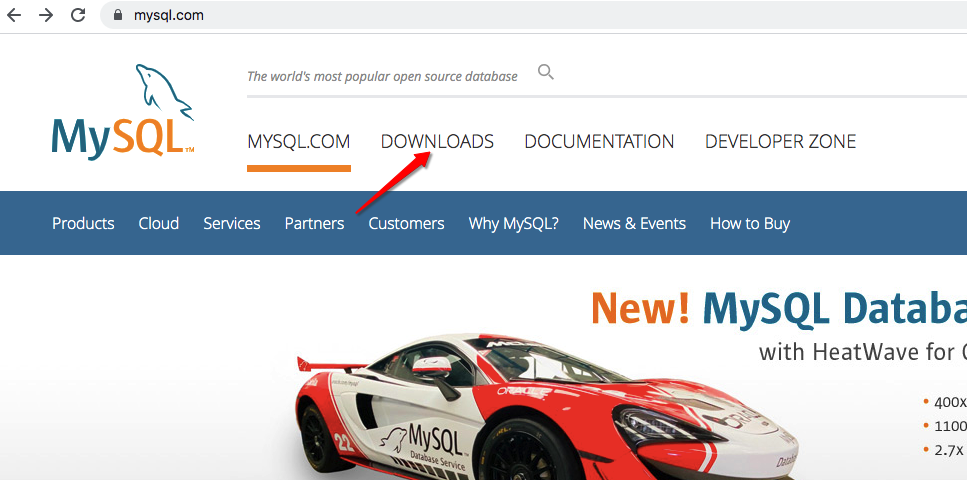 mysql.com
The world's most popular open source database
MySQL™
MYSQL.COM DOWNLOADS DOCUMENTATION DEVELOPER ZONE
Products Cloud Services Partners Customers Why MySQL? News & Events How to Buy
New! MySQL Databa
with HeatWave for
• 400x
• 1100
• 2.7x
ORACLE
22
MySQL
Database Service